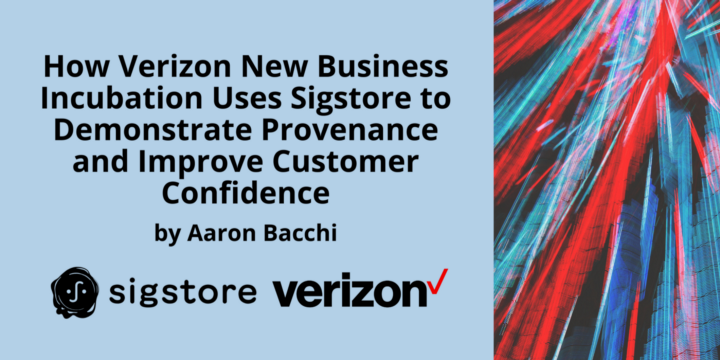 How Verizon New Business
Incubation Uses Sigstore to
Demonstrate Provenance
and Improve Customer
Confidence
by Aaron Bacchi
sigstore verizon✓